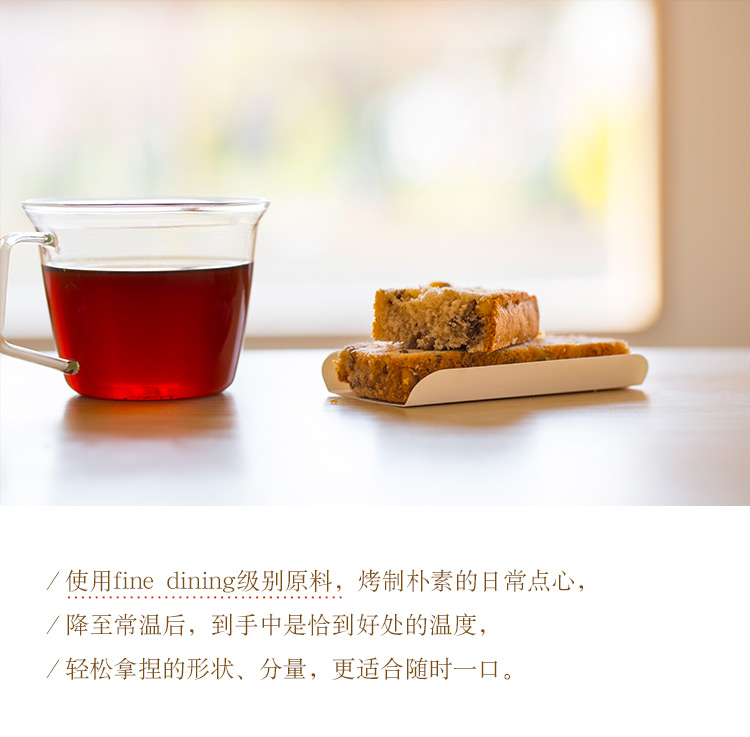 / 使用fine dining级别原料，烤制朴素的日常点心，
/ 降至常温后，到手中是恰到好处的温度，
/ 轻松拿捏的形状、分量，更适合随时一口。